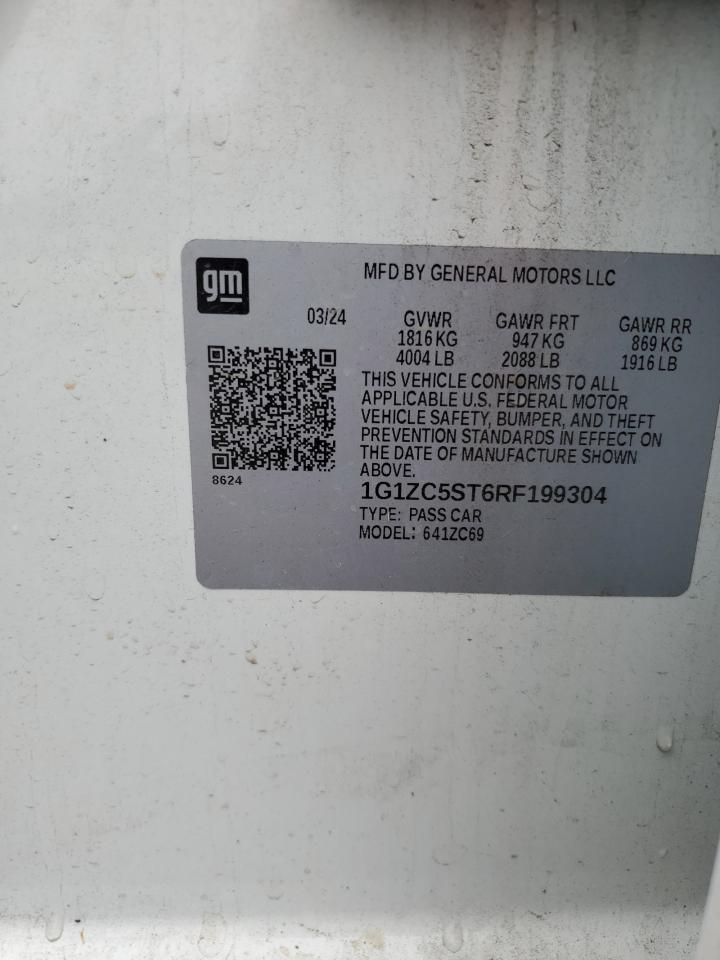 gm
MFD BY GENERAL MOTORS LLC
03/24 GVWR GAWR FRT GAWR RR
1816 KG 947 KG 869 KG
4004 LB 2088 LB 1916 LB
THIS VEHICLE CONFORMS TO ALL
APPLICABLE U.S. FEDERAL MOTOR
VEHICLE SAFETY, BUMPER, AND THEFT
PREVENTION STANDARDS IN EFFECT ON
THE DATE OF MANUFACTURE SHOWN
ABOVE.
8624
1G1ZC5ST6RF199304
TYPE: PASS CAR
MODEL: 641ZC69